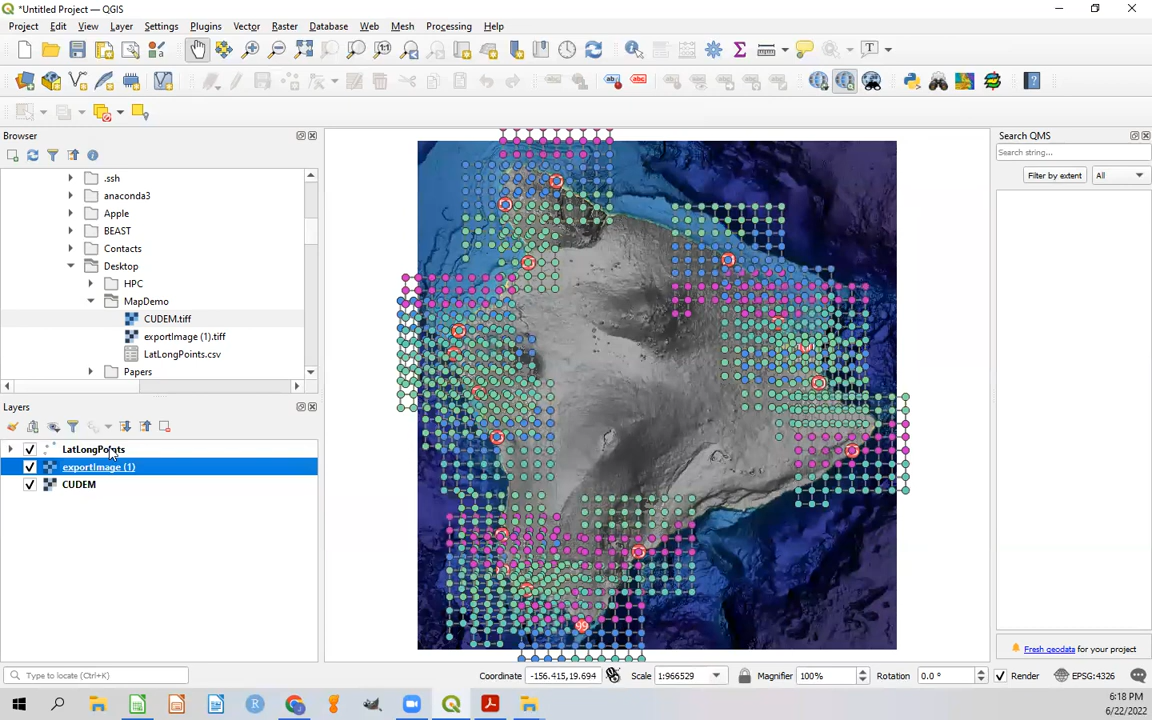 *Untitled Project — QGIS
Project Edit View Layer Settings Plugins Vector Raster Database Web Mesh Processing Help
Browser
.ssh
anaconda3
Apple
BEAST
Contacts
Desktop
HPC
MapDemo
CUDEM.tiff
exportImage (1).tiff
LatLongPoints.csv
Papers
Layers
LatLongPoints
exportImage (1)
CUDEM
99
Search QMS
Search string...
Filter by extent All
Fresh geodata for your project
Type to locate (Ctrl+K) Coordinate -156.415,19.694 Scale 1:966529 Magnifier 100% Rotation 0.0 ° Render EPSG:4326
6:18 PM
6/22/2022